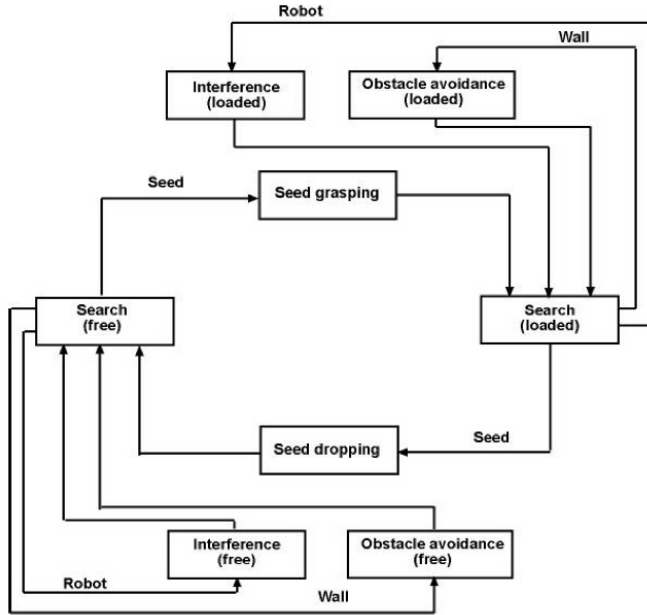 Robot
Wall
Interference
(loaded)
Obstacle avoidance
(loaded)
Seed
Seed grasping
Search
(free)
Search
(loaded)
Seed dropping
Seed
Interference
(free)
Obstacle avoidance
(free)
Robot
Wall